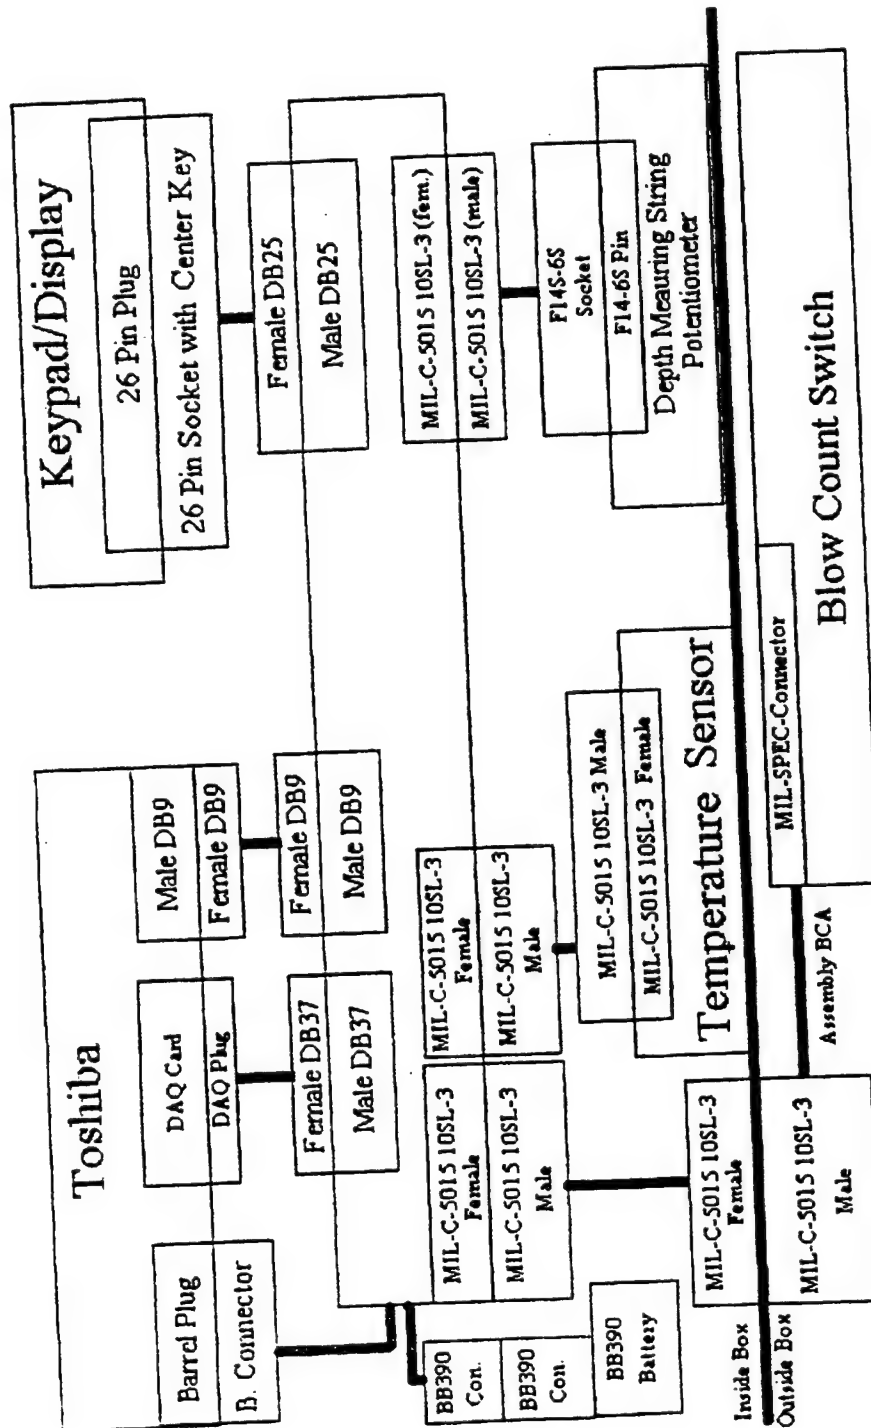 Keypad/Display
26 Pin Plug
26 Pin Socket with Center Key
Female DB25
Male DB25
MIL-C-5015 10SL-3 (fem.)
MIL-C-5015 10SL-3 (male)
F14S-6S
Socket
F14-6S Pin
Depth Meauring String
Potentiometer
Toshiba
Male DB9
Female DB9
Female DB9
Male DB9
DAQ Card
DAQ Plug
Female DB37
Male DB37
Barrel Plug
B. Connector
MIL-C-5015 10SL-3
Female
MIL-C-5015 10SL-3
Male
MIL-C-5015 10SL-3
Female
MIL-C-5015 10SL-3
Male
MIL-C-5015 10SL-3 Male
MIL-C-5015 10SL-3 Female
Temperature Sensor
BB390
Con.
BB390
Con.
BB390
Battery
MIL-C-5015 10SL-3
Female
MIL-C-5015 10SL-3
Male
Inside Box
Outside Box
Assembly BCA
MIL-SPEC-Connector
Blow Count Switch